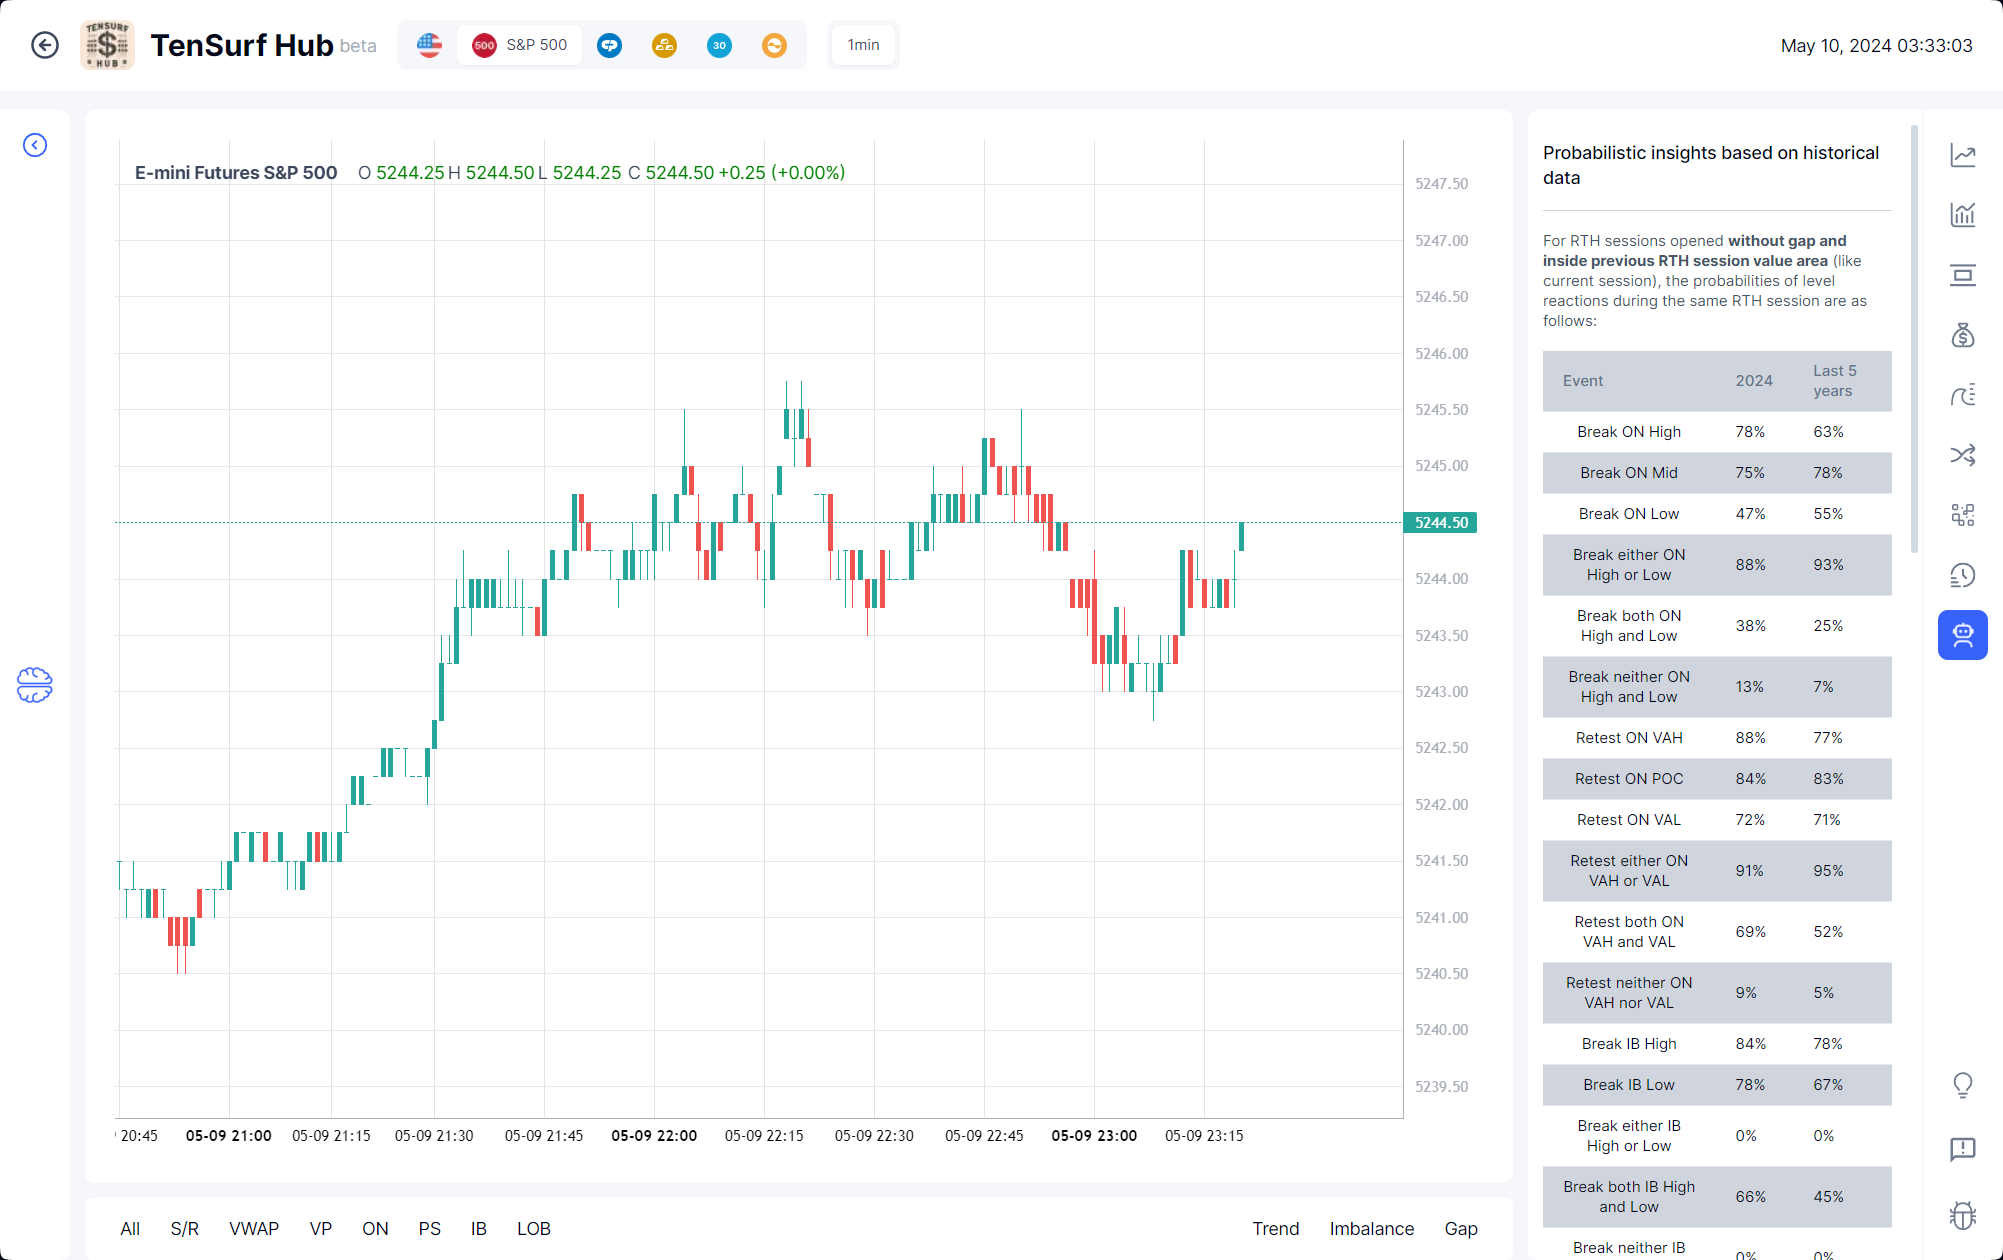 TENSURF
HUB
TenSurf Hub beta
500 S&P 500
30
1min
May 10, 2024 03:33:03
E-mini Futures S&P 500 O 5244.25 H 5244.50 L 5244.25 C 5244.50 +0.25 (+0.00%)
5247.50
5247.00
5246.50
5246.00
5245.50
5245.00
5244.50
5244.00
5243.50
5243.00
5242.50
5242.00
5241.50
5241.00
5240.50
5240.00
5239.50
20:45 05-09 21:00 05-09 21:15 05-09 21:30 05-09 21:45 05-09 22:00 05-09 22:15 05-09 22:30 05-09 22:45 05-09 23:00 05-09 23:15
All S/R VWAP VP ON PS IB LOB Trend Imbalance Gap
Probabilistic insights based on historical
data
For RTH sessions opened without gap and
inside previous RTH session value area (like
current session), the probabilities of level
reactions during the same RTH session are as
follows:
Event 2024 Last 5
years
Break ON High 78% 63%
Break ON Mid 75% 78%
Break ON Low 47% 55%
Break either ON
High or Low 88% 93%
Break both ON
High and Low 38% 25%
Break neither ON
High and Low 13% 7%
Retest ON VAH 88% 77%
Retest ON POC 84% 83%
Retest ON VAL 72% 71%
Retest either ON
VAH or VAL 91% 95%
Retest both ON
VAH and VAL 69% 52%
Retest neither ON
VAH nor VAL 9% 5%
Break IB High 84% 78%
Break IB Low 78% 67%
Break either IB
High or Low 0% 0%
Break both IB High
and Low 66% 45%
Break neither IB
0% 0%